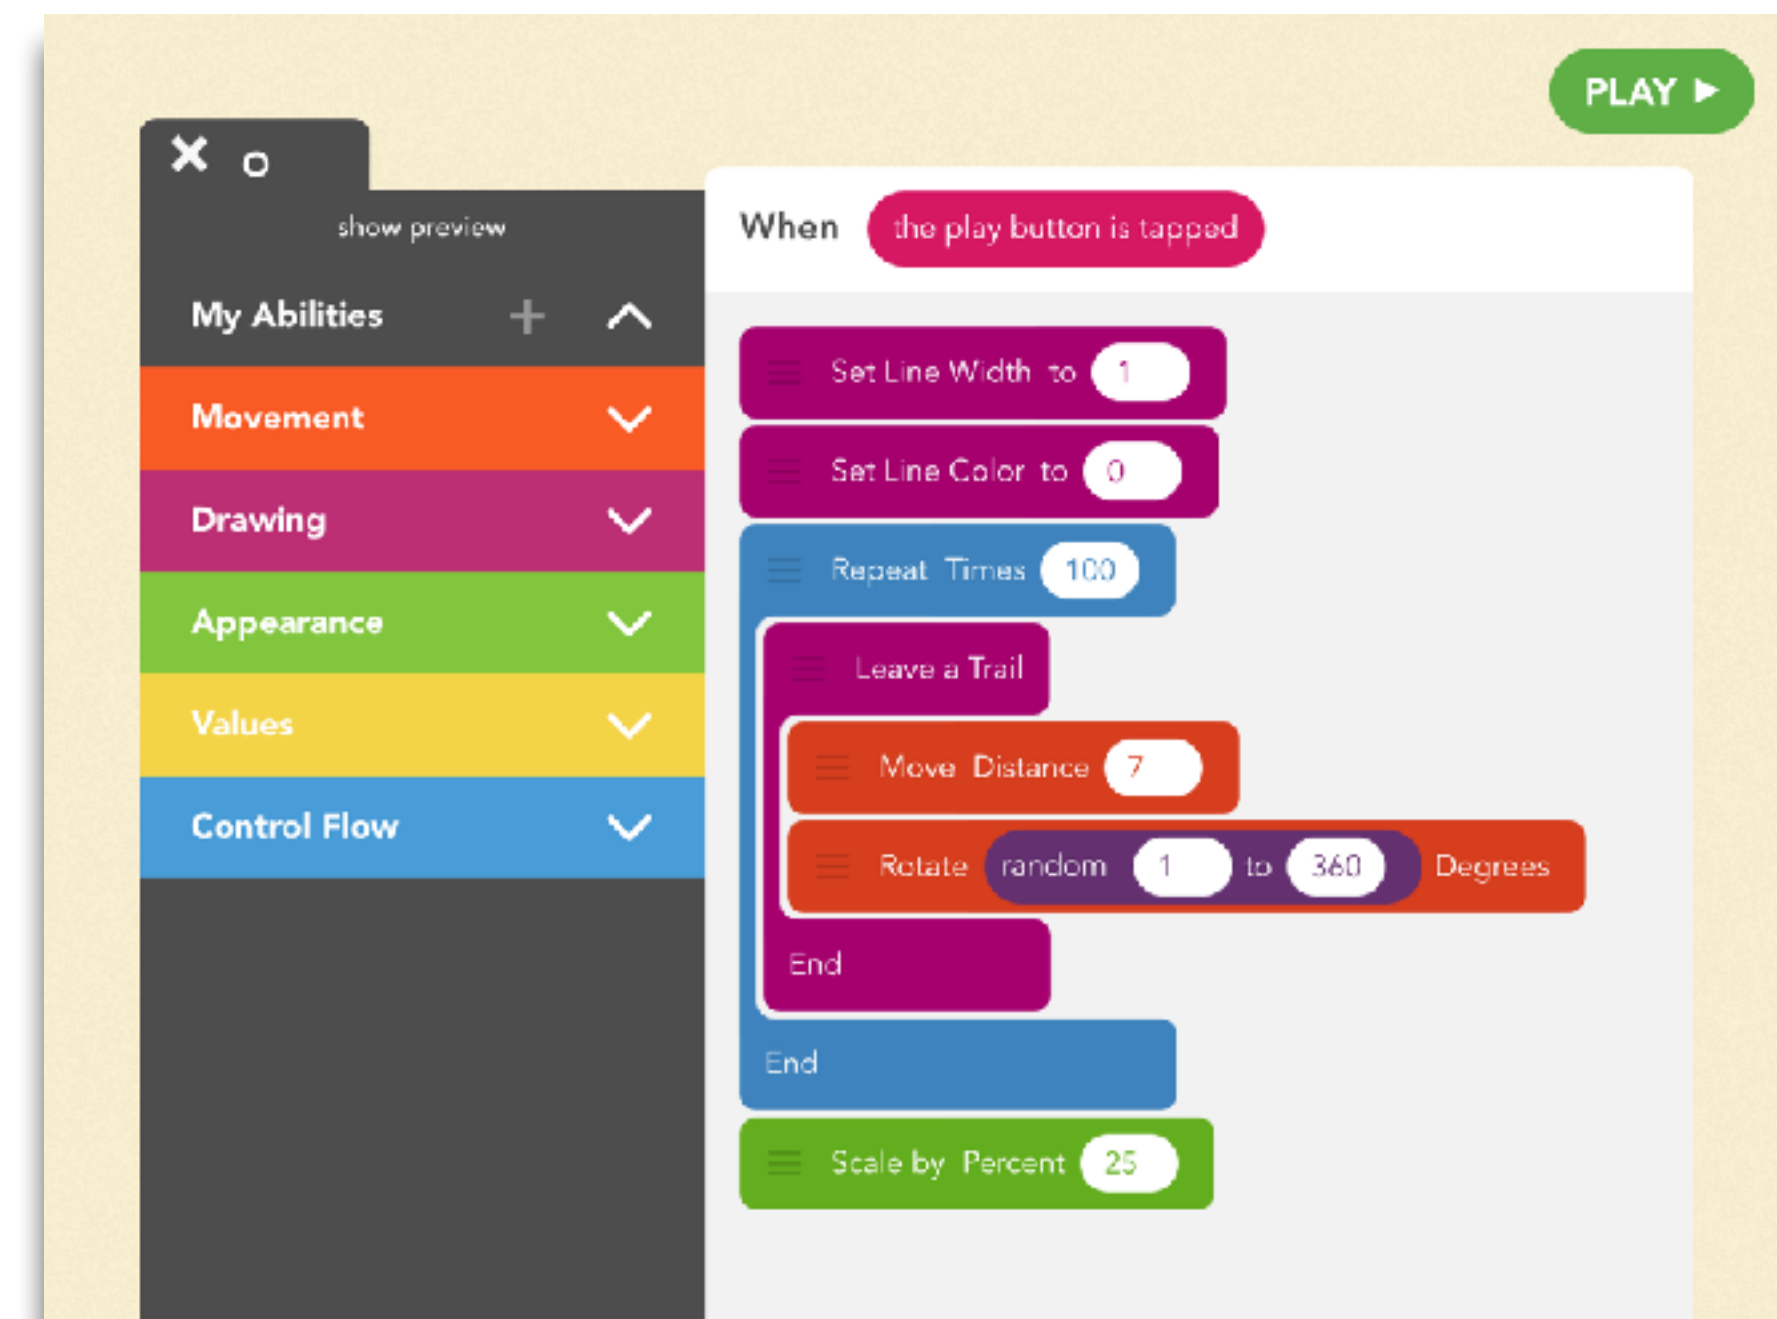 PLAY
o
show preview
My Abilities +
Movement
Drawing
Appearance
Values
Control Flow
When the play button is tapped
Set Line Width to 1
Set Line Color to 0
Repeat Times 100
Leave a Trail
Move Distance 7
Rotate random 1 to 360 Degrees
End
End
Scale by Percent 25